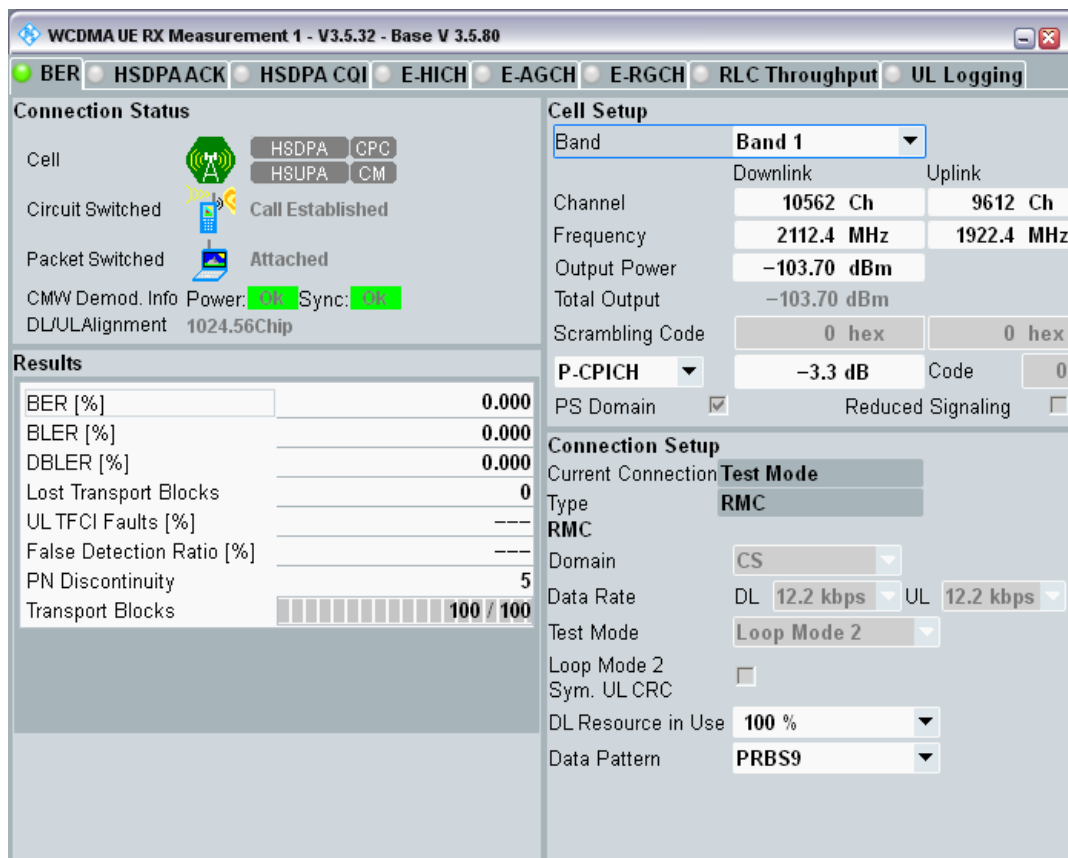 WCDMA UE RX Measurement 1 - V3.5.32 - Base V 3.5.80
BER HSDPA ACK HSDPA CQI E-HICH E-AGCH E-RGCH RLC Throughput UL Logging
Connection Status
Cell HSDPA CPC
HSUPA CM
Circuit Switched Call Established
Packet Switched Attached
CMW Demod. Info Power: Ok Sync: Ok
DL/UL Alignment 1024.56Chip
Results
BER [%] 0.000
BLER [%] 0.000
DBLER [%] 0.000
Lost Transport Blocks 0
UL TFCI Faults [%] ---
False Detection Ratio [%] ---
PN Discontinuity 5
Transport Blocks 100 / 100
Cell Setup
Band Band 1
Downlink Uplink
Channel 10562 Ch 9612 Ch
Frequency 2112.4 MHz 1922.4 MHz
Output Power -103.70 dBm
Total Output -103.70 dBm
Scrambling Code 0 hex 0 hex
P-CPICH -3.3 dB Code 0
PS Domain Reduced Signaling
Connection Setup
Current Connection Test Mode
Type RMC
RMC
Domain CS
Data Rate DL 12.2 kbps UL 12.2 kbps
Test Mode Loop Mode 2
Loop Mode 2
Sym. UL CRC
DL Resource in Use 100 %
Data Pattern PRBS9